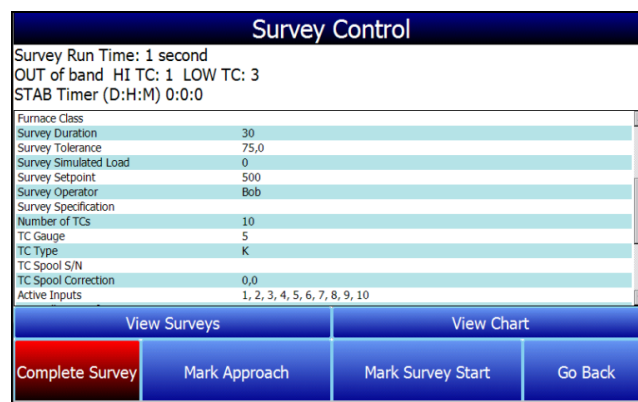 Survey Control
Survey Run Time: 1 second
OUT of band HI TC: 1 LOW TC: 3
STAB Timer (D:H:M) 0:0:0
Furnace Class
Survey Duration 30
Survey Tolerance 75,0
Survey Simulated Load 0
Survey Setpoint 500
Survey Operator Bob
Survey Specification
Number of TCs 10
TC Gauge 5
TC Type K
TC Spool S/N
TC Spool Correction 0,0
Active Inputs 1, 2, 3, 4, 5, 6, 7, 8, 9, 10
View Surveys View Chart
Complete Survey Mark Approach Mark Survey Start Go Back